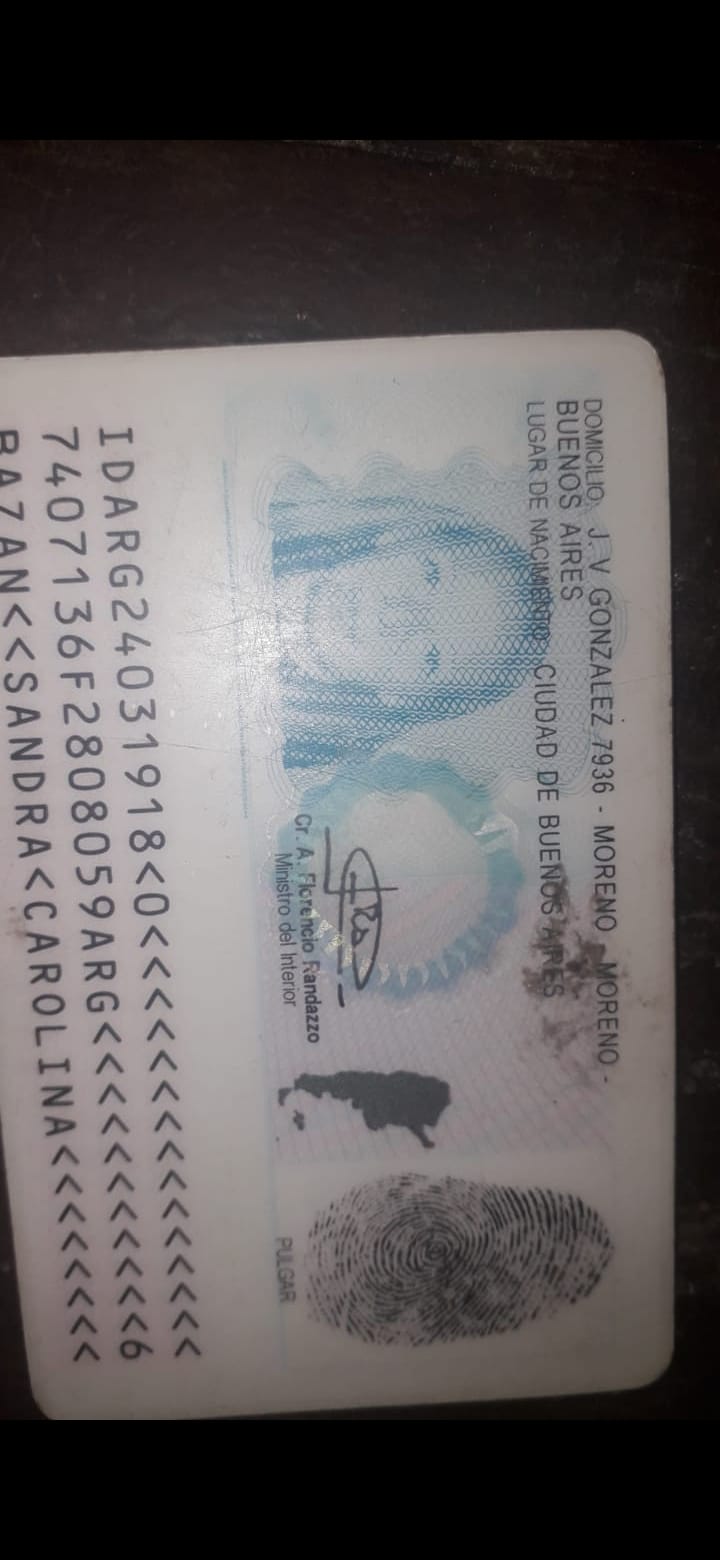 DOMICILIO: J. V GONZALEZ 7936 - MORENO MORENO -
BUENOS AIRES
LUGAR DE NACIMIENTO: CIUDAD DE BUENOS AIRES
Cr. A. Florencio Randazzo
Ministro del Interior
PULGAR
IDARG24031918<0<<<<<<<<<<<<<<<
7407136F2808059ARG<<<<<<<<<<<6
BAZAN<<SANDRA<CAROLINA<<<<<<<<